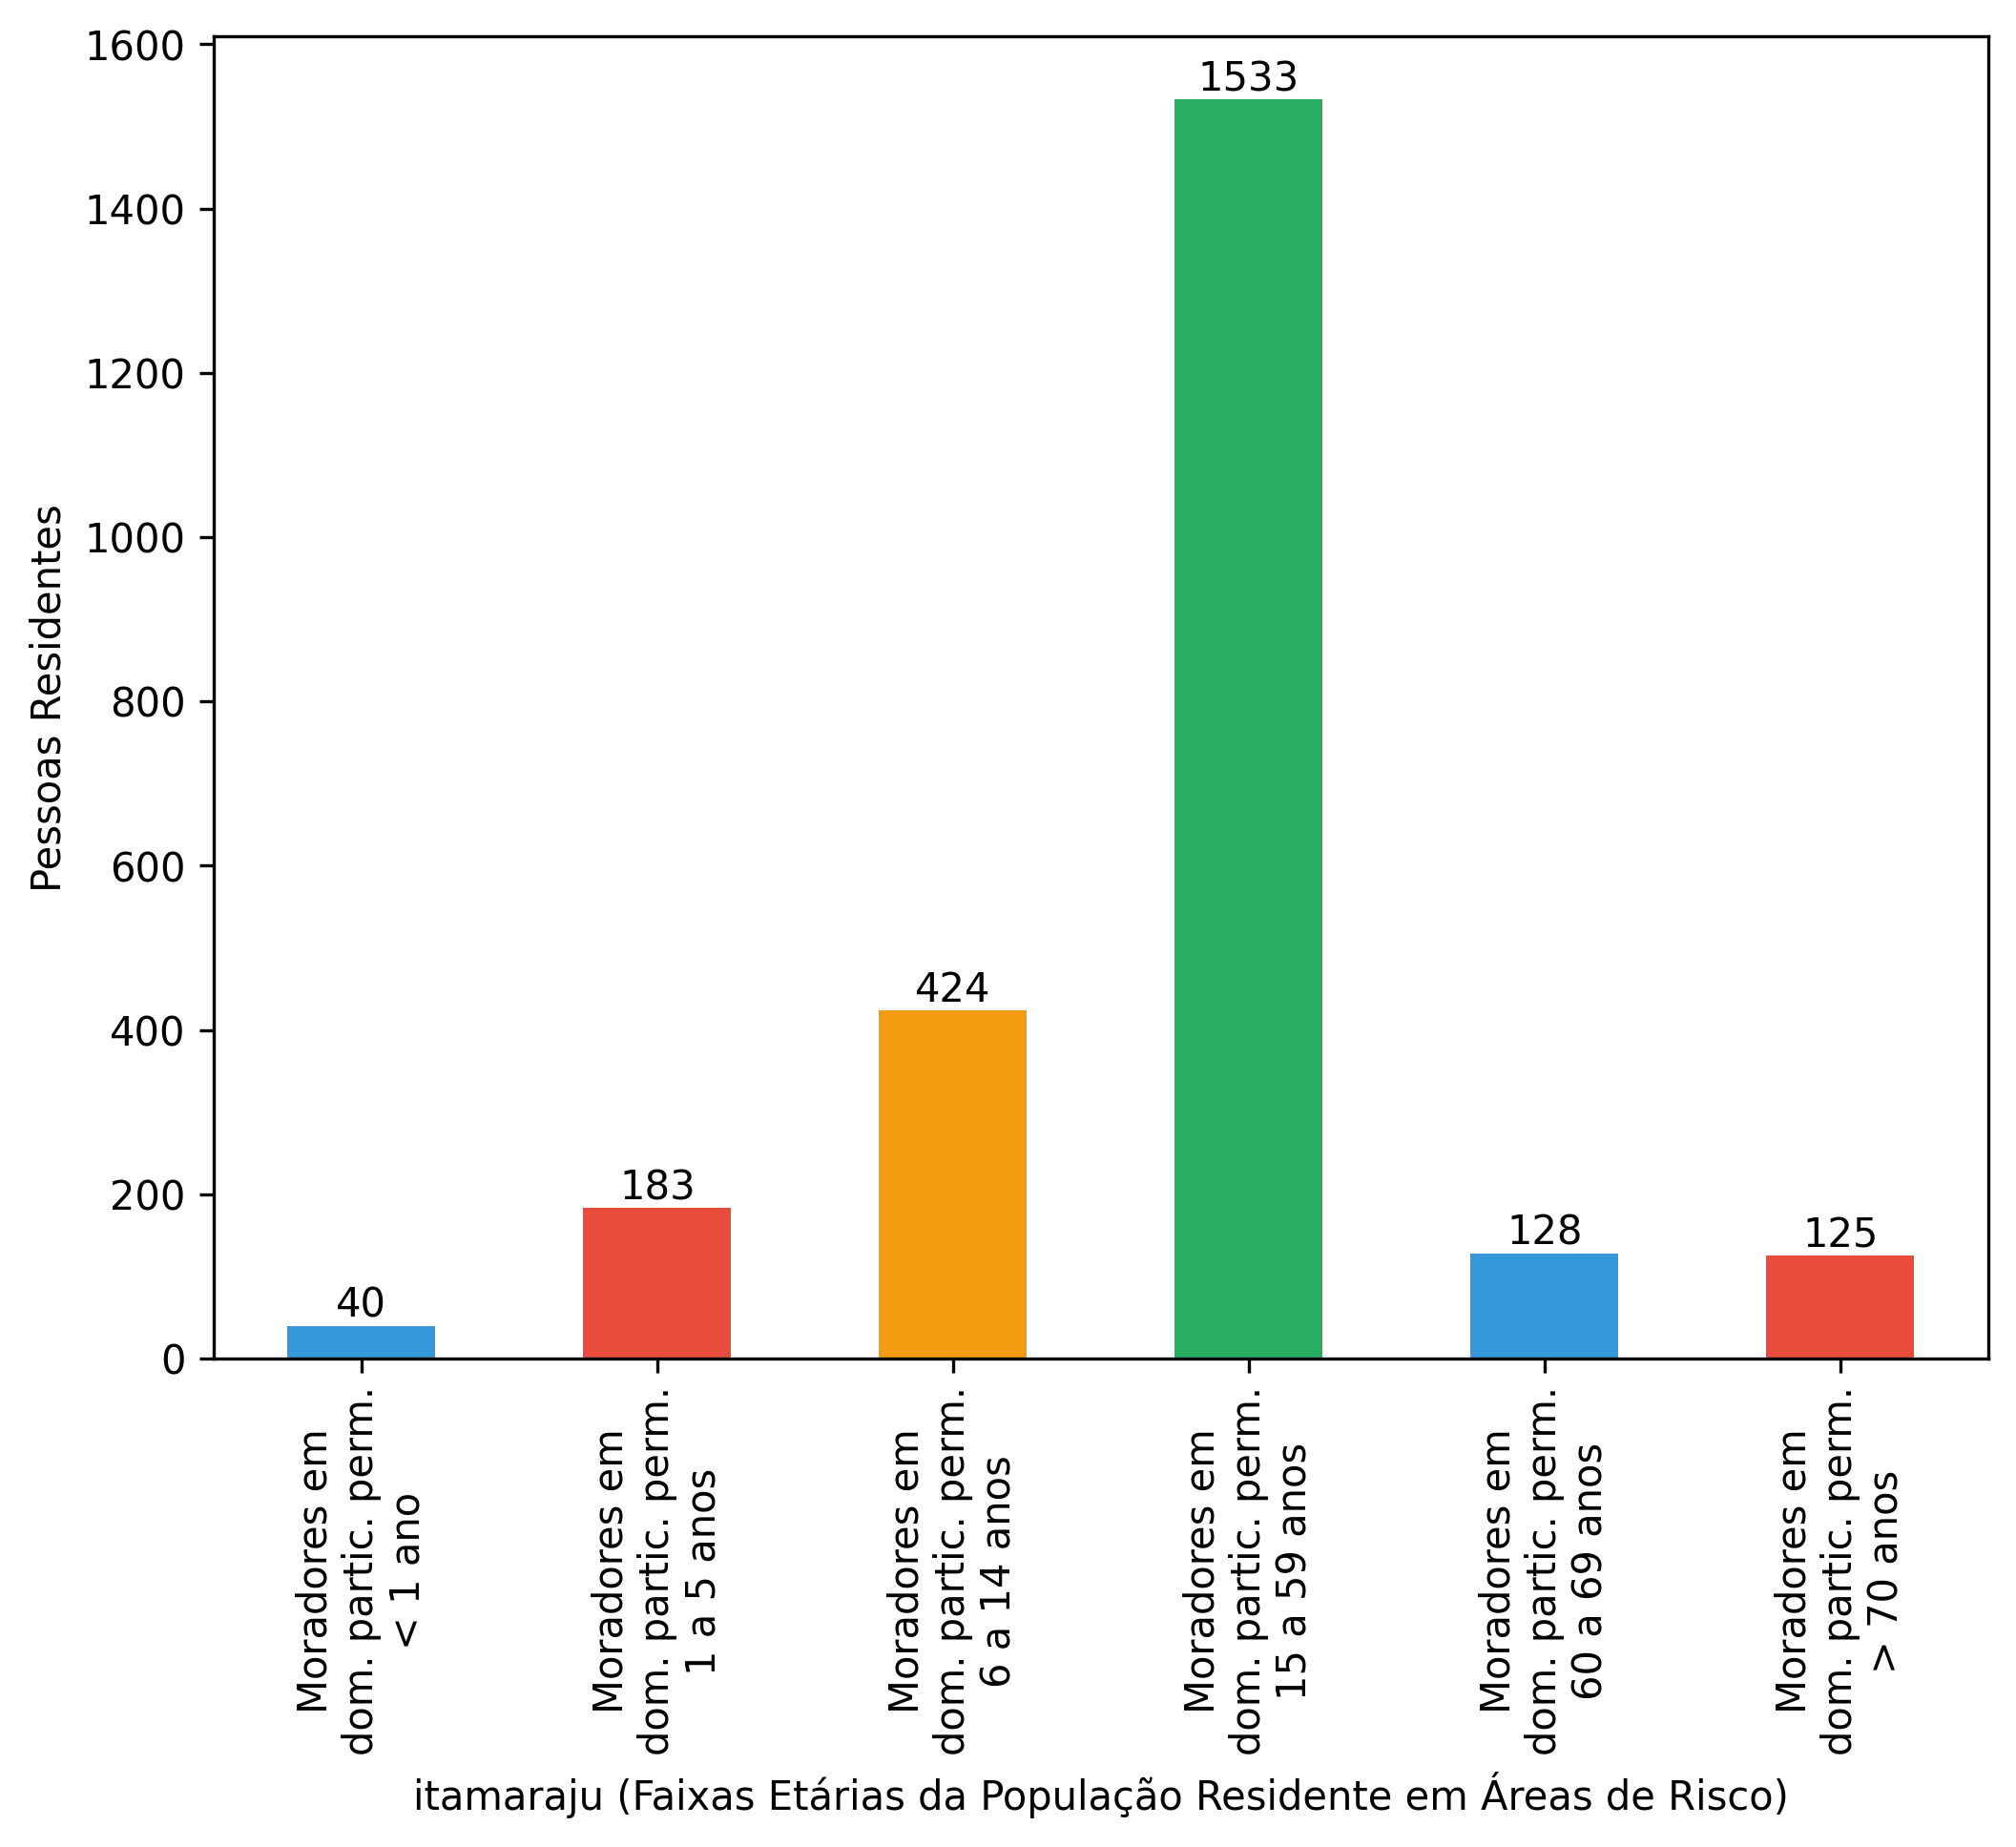 1600
1400
1200
1000
800
600
400
200
0
Pessoas Residentes
40
183
424
1533
128
125
Moradores em
dom. partic. perm.
< 1 ano
Moradores em
dom. partic. perm.
1 a 5 anos
Moradores em
dom. partic. perm.
6 a 14 anos
Moradores em
dom. partic. perm.
15 a 59 anos
Moradores em
dom. partic. perm.
60 a 69 anos
Moradores em
dom. partic. perm.
> 70 anos
itamaraju (Faixas Etárias da População Residente em Áreas de Risco)